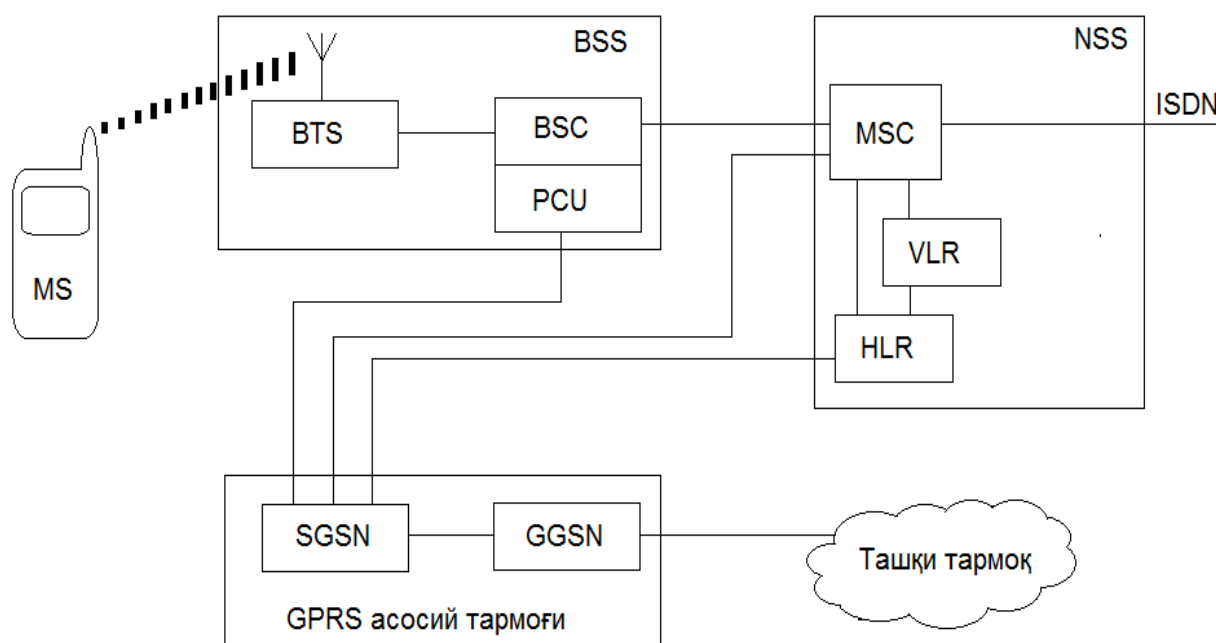 BSS
NSS
ISDN
BTS
BSC
MSC
PCU
VLR
MS
HLR
SGSN
GGSN
Ташқи тармоқ
GPRS асосий тармоғи